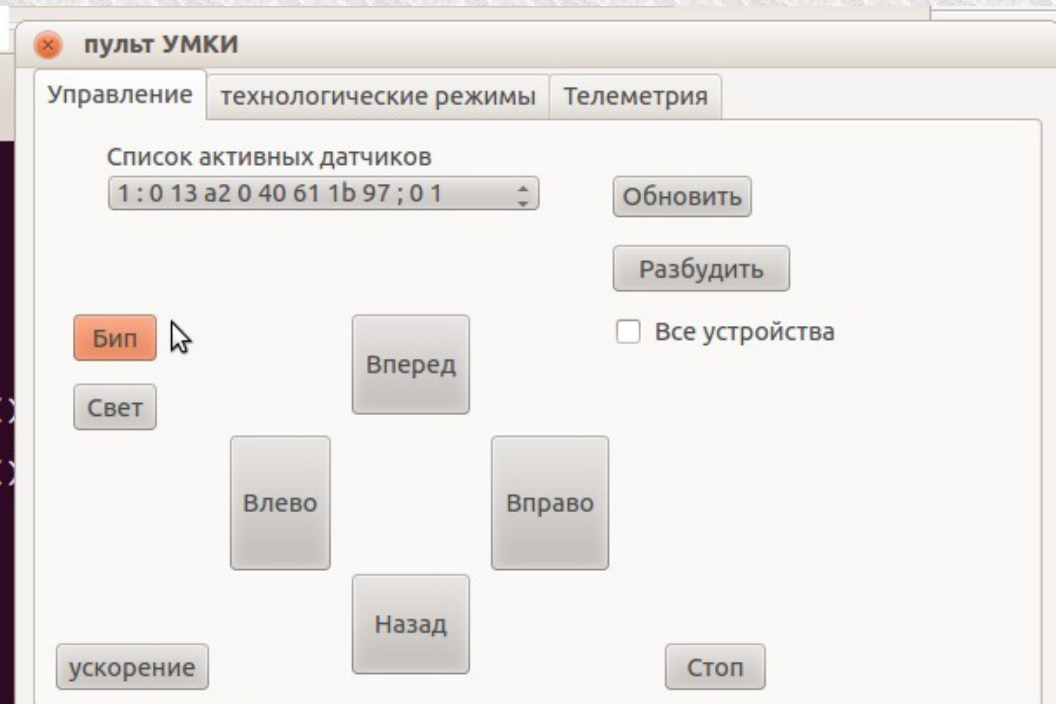 пульт УМКИ
Управление технологические режимы Телеметрия
Список активных датчиков
1 : 0 13 a2 0 40 61 1b 97 ; 0 1
Обновить
Разбудить
Все устройства
Бип
Вперед
Свет
Влево
Вправо
Назад
ускорение
Стоп